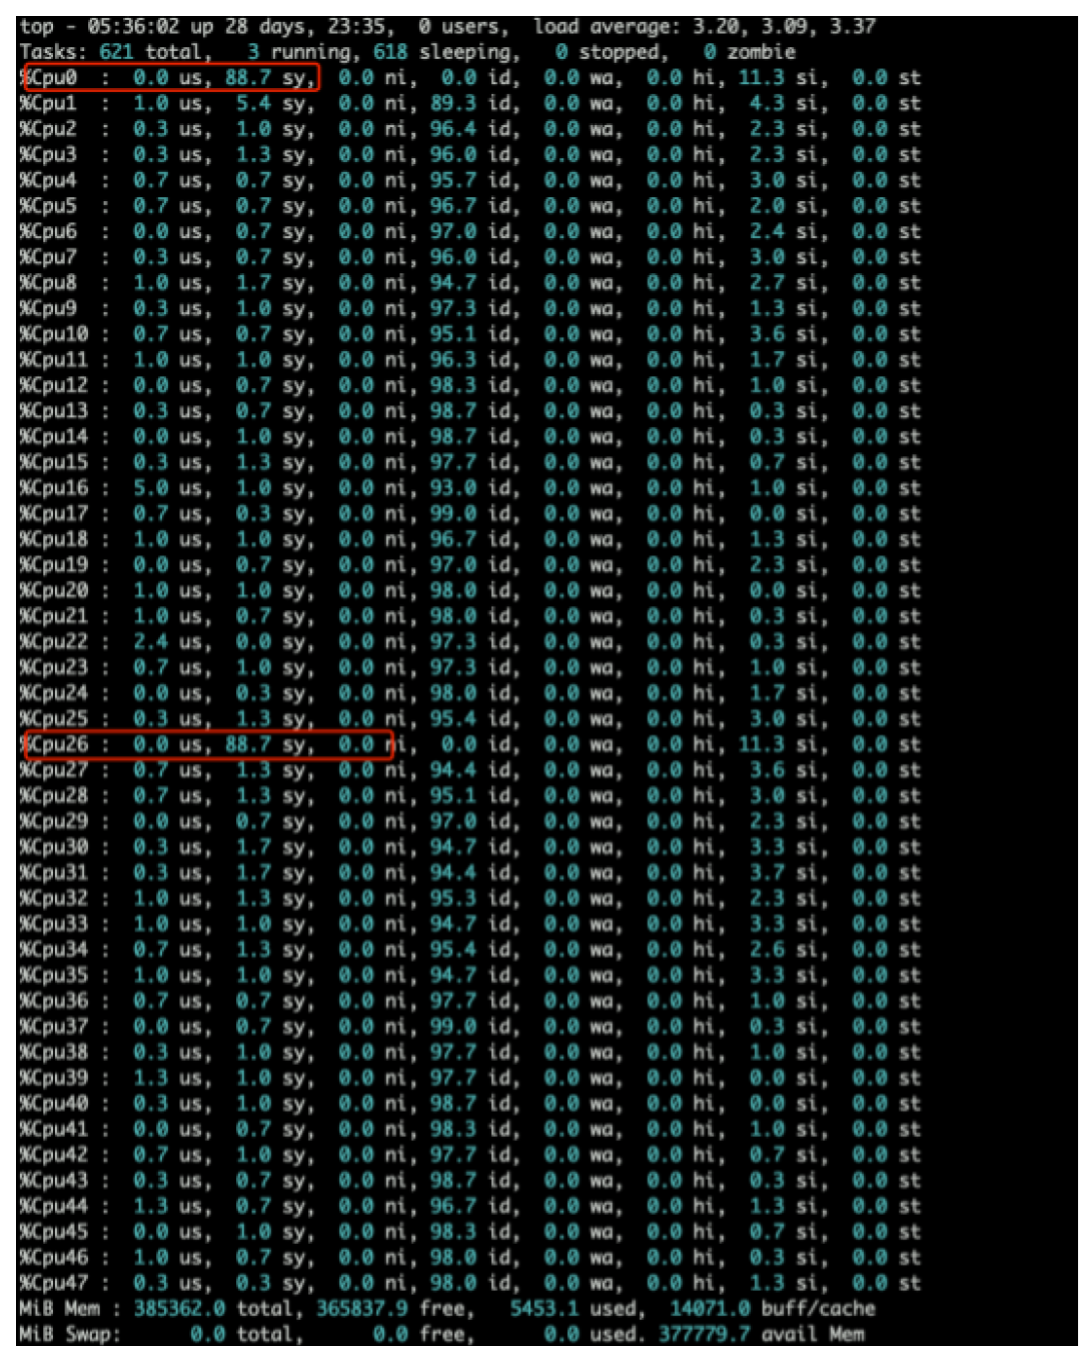 top - 05:36:02 up 28 days, 23:35,  0 users,  load average: 3.20, 3.09, 3.37
Tasks: 621 total,   3 running, 618 sleeping,   0 stopped,   0 zombie
%Cpu0  :  0.0 us, 88.7 sy,  0.0 ni,  0.0 id,  0.0 wa,  0.0 hi, 11.3 si,  0.0 st
%Cpu1  :  1.0 us,  5.4 sy,  0.0 ni, 89.3 id,  0.0 wa,  0.0 hi,  4.3 si,  0.0 st
%Cpu2  :  0.3 us,  1.0 sy,  0.0 ni, 96.4 id,  0.0 wa,  0.0 hi,  2.3 si,  0.0 st
%Cpu3  :  0.3 us,  1.3 sy,  0.0 ni, 96.0 id,  0.0 wa,  0.0 hi,  2.3 si,  0.0 st
%Cpu4  :  0.7 us,  0.7 sy,  0.0 ni, 95.7 id,  0.0 wa,  0.0 hi,  3.0 si,  0.0 st
%Cpu5  :  0.7 us,  0.7 sy,  0.0 ni, 96.7 id,  0.0 wa,  0.0 hi,  2.0 si,  0.0 st
%Cpu6  :  0.0 us,  0.7 sy,  0.0 ni, 97.0 id,  0.0 wa,  0.0 hi,  2.4 si,  0.0 st
%Cpu7  :  0.3 us,  0.7 sy,  0.0 ni, 96.0 id,  0.0 wa,  0.0 hi,  3.0 si,  0.0 st
%Cpu8  :  1.0 us,  1.7 sy,  0.0 ni, 94.7 id,  0.0 wa,  0.0 hi,  2.7 si,  0.0 st
%Cpu9  :  0.3 us,  1.0 sy,  0.0 ni, 97.3 id,  0.0 wa,  0.0 hi,  1.3 si,  0.0 st
%Cpu10 :  0.7 us,  0.7 sy,  0.0 ni, 95.1 id,  0.0 wa,  0.0 hi,  3.6 si,  0.0 st
%Cpu11 :  1.0 us,  1.0 sy,  0.0 ni, 96.3 id,  0.0 wa,  0.0 hi,  1.7 si,  0.0 st
%Cpu12 :  0.0 us,  0.7 sy,  0.0 ni, 98.3 id,  0.0 wa,  0.0 hi,  1.0 si,  0.0 st
%Cpu13 :  0.3 us,  0.7 sy,  0.0 ni, 98.7 id,  0.0 wa,  0.0 hi,  0.3 si,  0.0 st
%Cpu14 :  0.0 us,  1.0 sy,  0.0 ni, 98.7 id,  0.0 wa,  0.0 hi,  0.3 si,  0.0 st
%Cpu15 :  0.3 us,  1.3 sy,  0.0 ni, 97.7 id,  0.0 wa,  0.0 hi,  0.7 si,  0.0 st
%Cpu16 :  5.0 us,  1.0 sy,  0.0 ni, 93.0 id,  0.0 wa,  0.0 hi,  1.0 si,  0.0 st
%Cpu17 :  0.7 us,  0.3 sy,  0.0 ni, 99.0 id,  0.0 wa,  0.0 hi,  0.0 si,  0.0 st
%Cpu18 :  1.0 us,  1.0 sy,  0.0 ni, 96.7 id,  0.0 wa,  0.0 hi,  1.3 si,  0.0 st
%Cpu19 :  0.0 us,  0.7 sy,  0.0 ni, 97.0 id,  0.0 wa,  0.0 hi,  2.3 si,  0.0 st
%Cpu20 :  1.0 us,  1.0 sy,  0.0 ni, 98.0 id,  0.0 wa,  0.0 hi,  0.0 si,  0.0 st
%Cpu21 :  1.0 us,  0.7 sy,  0.0 ni, 98.0 id,  0.0 wa,  0.0 hi,  0.3 si,  0.0 st
%Cpu22 :  2.4 us,  0.0 sy,  0.0 ni, 97.3 id,  0.0 wa,  0.0 hi,  0.3 si,  0.0 st
%Cpu23 :  0.7 us,  1.0 sy,  0.0 ni, 97.3 id,  0.0 wa,  0.0 hi,  1.0 si,  0.0 st
%Cpu24 :  0.0 us,  0.3 sy,  0.0 ni, 98.0 id,  0.0 wa,  0.0 hi,  1.7 si,  0.0 st
%Cpu25 :  0.3 us,  1.3 sy,  0.0 ni, 95.4 id,  0.0 wa,  0.0 hi,  3.0 si,  0.0 st
%Cpu26 :  0.0 us, 88.7 sy,  0.0 ni,  0.0 id,  0.0 wa,  0.0 hi, 11.3 si,  0.0 st
%Cpu27 :  0.7 us,  1.3 sy,  0.0 ni, 94.4 id,  0.0 wa,  0.0 hi,  3.6 si,  0.0 st
%Cpu28 :  0.7 us,  1.3 sy,  0.0 ni, 95.1 id,  0.0 wa,  0.0 hi,  3.0 si,  0.0 st
%Cpu29 :  0.0 us,  0.7 sy,  0.0 ni, 97.0 id,  0.0 wa,  0.0 hi,  2.3 si,  0.0 st
%Cpu30 :  0.3 us,  1.7 sy,  0.0 ni, 94.7 id,  0.0 wa,  0.0 hi,  3.3 si,  0.0 st
%Cpu31 :  0.3 us,  1.7 sy,  0.0 ni, 94.4 id,  0.0 wa,  0.0 hi,  3.7 si,  0.0 st
%Cpu32 :  1.0 us,  1.3 sy,  0.0 ni, 95.3 id,  0.0 wa,  0.0 hi,  2.3 si,  0.0 st
%Cpu33 :  1.0 us,  1.0 sy,  0.0 ni, 94.7 id,  0.0 wa,  0.0 hi,  3.3 si,  0.0 st
%Cpu34 :  0.7 us,  1.3 sy,  0.0 ni, 95.4 id,  0.0 wa,  0.0 hi,  2.6 si,  0.0 st
%Cpu35 :  1.0 us,  1.0 sy,  0.0 ni, 94.7 id,  0.0 wa,  0.0 hi,  3.3 si,  0.0 st
%Cpu36 :  0.7 us,  0.7 sy,  0.0 ni, 97.7 id,  0.0 wa,  0.0 hi,  1.0 si,  0.0 st
%Cpu37 :  0.0 us,  0.7 sy,  0.0 ni, 99.0 id,  0.0 wa,  0.0 hi,  0.3 si,  0.0 st
%Cpu38 :  0.3 us,  1.0 sy,  0.0 ni, 97.7 id,  0.0 wa,  0.0 hi,  1.0 si,  0.0 st
%Cpu39 :  1.3 us,  1.0 sy,  0.0 ni, 97.7 id,  0.0 wa,  0.0 hi,  0.0 si,  0.0 st
%Cpu40 :  0.3 us,  1.0 sy,  0.0 ni, 98.7 id,  0.0 wa,  0.0 hi,  0.0 si,  0.0 st
%Cpu41 :  0.0 us,  0.7 sy,  0.0 ni, 98.3 id,  0.0 wa,  0.0 hi,  1.0 si,  0.0 st
%Cpu42 :  0.7 us,  1.0 sy,  0.0 ni, 97.7 id,  0.0 wa,  0.0 hi,  0.7 si,  0.0 st
%Cpu43 :  0.3 us,  0.7 sy,  0.0 ni, 98.7 id,  0.0 wa,  0.0 hi,  0.3 si,  0.0 st
%Cpu44 :  1.3 us,  0.7 sy,  0.0 ni, 96.7 id,  0.0 wa,  0.0 hi,  1.3 si,  0.0 st
%Cpu45 :  0.0 us,  1.0 sy,  0.0 ni, 98.3 id,  0.0 wa,  0.0 hi,  0.7 si,  0.0 st
%Cpu46 :  1.0 us,  0.7 sy,  0.0 ni, 98.0 id,  0.0 wa,  0.0 hi,  0.3 si,  0.0 st
%Cpu47 :  0.3 us,  0.3 sy,  0.0 ni, 98.0 id,  0.0 wa,  0.0 hi,  1.3 si,  0.0 st
MiB Mem : 385362.0 total, 365837.9 free,   5453.1 used,  14071.0 buff/cache
MiB Swap:      0.0 total,      0.0 free,      0.0 used. 377779.7 avail Mem